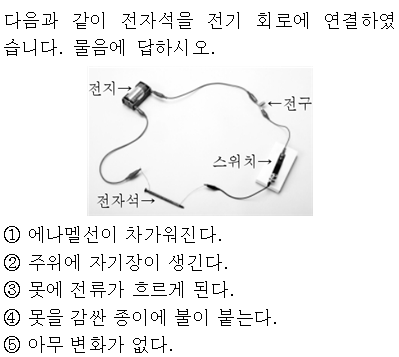 다음과 같이 전자석을 전기 회로에 연결하였
습니다. 물음에 답하시오.
전지→
←전구
스위치→
전자석→
① 에나멜선이 차가워진다.
② 주위에 자기장이 생긴다.
③ 못에 전류가 흐르게 된다.
④ 못을 감싼 종이에 불이 붙는다.
⑤ 아무 변화가 없다.